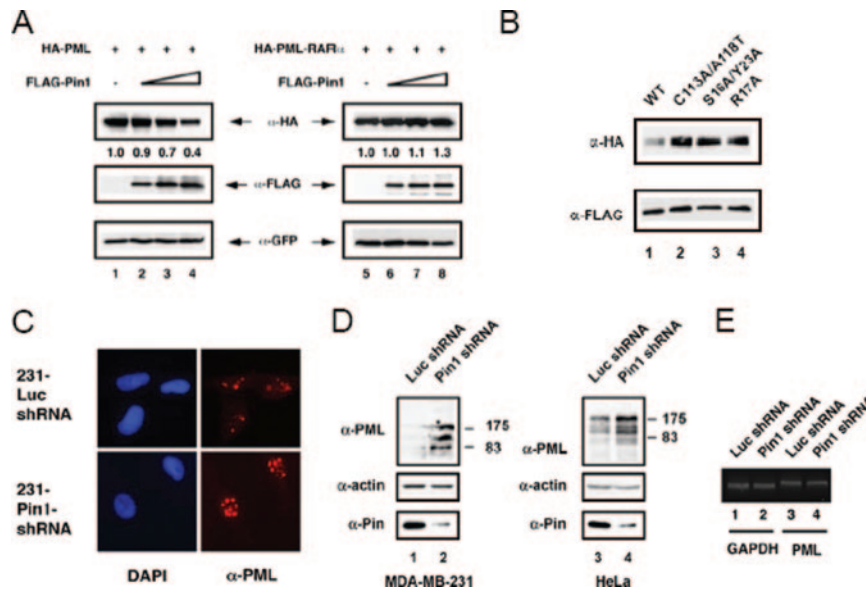 A
HA-PML + + + +
FLAG-Pin1 -
HA-PML-RARα + + + +
FLAG-Pin1 -
α-HA
1.0 0.9 0.7 0.4
1.0 1.0 1.1 1.3
α-FLAG
α-GFP
1 2 3 4
5 6 7 8
B
WT
C113A/A118T
S16A/Y23A
R17A
α-HA
α-FLAG
1 2 3 4
C
231-
Luc
shRNA
231-
Pin1-
shRNA
DAPI
α-PML
D
Luc shRNA
Pin1 shRNA
α-PML
175
83
α-actin
α-Pin
1 2
MDA-MB-231
Luc shRNA
Pin1 shRNA
α-PML
175
83
α-actin
α-Pin
3 4
HeLa
E
Luc shRNA
Pin1 shRNA
Luc shRNA
Pin1 shRNA
1 2 3 4
GAPDH
PML